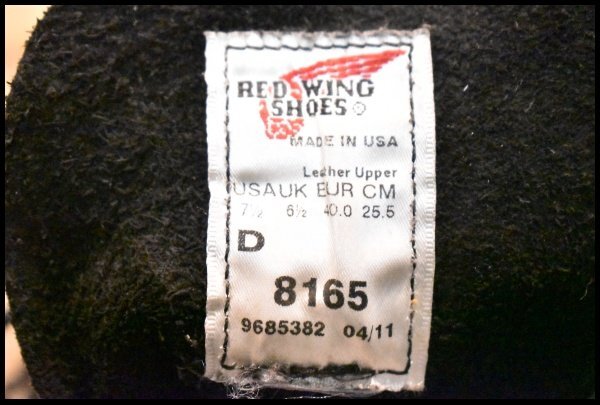 RED WING
SHOES
MADE IN USA
Leather Upper
USA UK EUR CM
7½ 6½ 40.0 25.5
D
8165
9685382 04/11